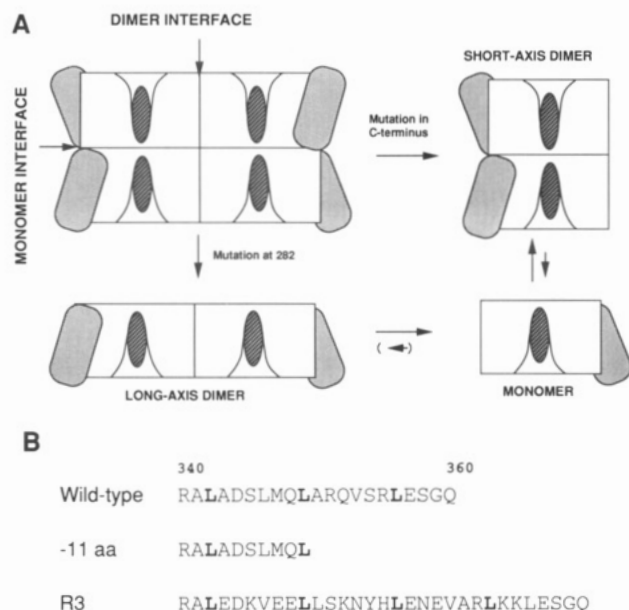 A
DIMER INTERFACE
MONOMER INTERFACE
SHORT-AXIS DIMER
Mutation in
C-terminus
Mutation at 282
( )
LONG-AXIS DIMER
MONOMER
B
340 360
Wild-type RALADSLMQLARQVSRLESGQ
-11 aa RALADSLMQL
R3 RALEDKVEELLSKNYHLENEVARLKKLESGQ